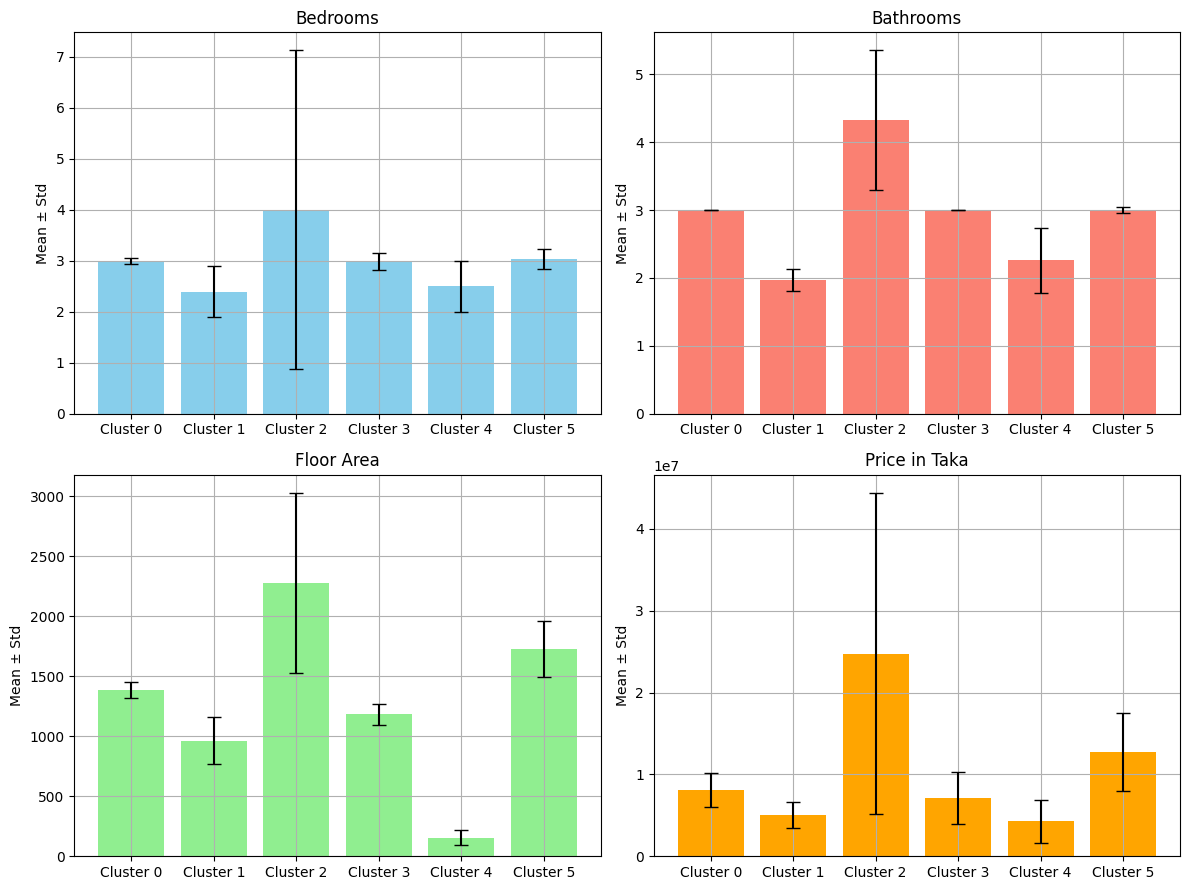 Bedrooms
Mean ± Std
7
6
5
4
3
2
1
0
Cluster 0 Cluster 1 Cluster 2 Cluster 3 Cluster 4 Cluster 5
Bathrooms
Mean ± Std
5
4
3
2
1
0
Cluster 0 Cluster 1 Cluster 2 Cluster 3 Cluster 4 Cluster 5
Floor Area
Mean ± Std
3000
2500
2000
1500
1000
500
0
Cluster 0 Cluster 1 Cluster 2 Cluster 3 Cluster 4 Cluster 5
Price in Taka
1e7
Mean ± Std
4
3
2
1
0
Cluster 0 Cluster 1 Cluster 2 Cluster 3 Cluster 4 Cluster 5